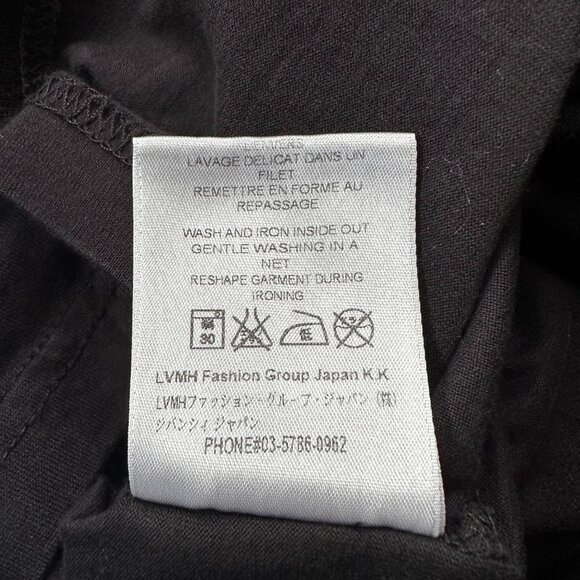 LAVAGE DELICAT DANS UN
FILET
REMETTRE EN FORME AU
REPASSAGE
WASH AND IRON INSIDE OUT
GENTLE WASHING IN A
NET
RESHAPE GARMENT DURING
IRONING
30
低
LVMH Fashion Group Japan K.K
LVMHファッション・グループ・ジャパン（株）
ジバンシィ ジャパン
PHONE#03-5786-0962